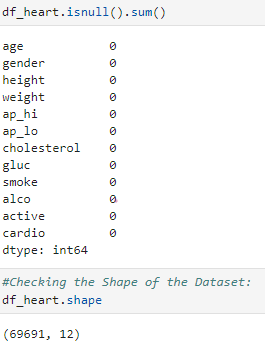 df_heart.isnull().sum()
age 0
gender 0
height 0
weight 0
ap_hi 0
ap_lo 0
cholesterol 0
gluc 0
smoke 0
alco 0
active 0
cardio 0
dtype: int64
#Checking the Shape of the Dataset:
df_heart.shape
(69691, 12)